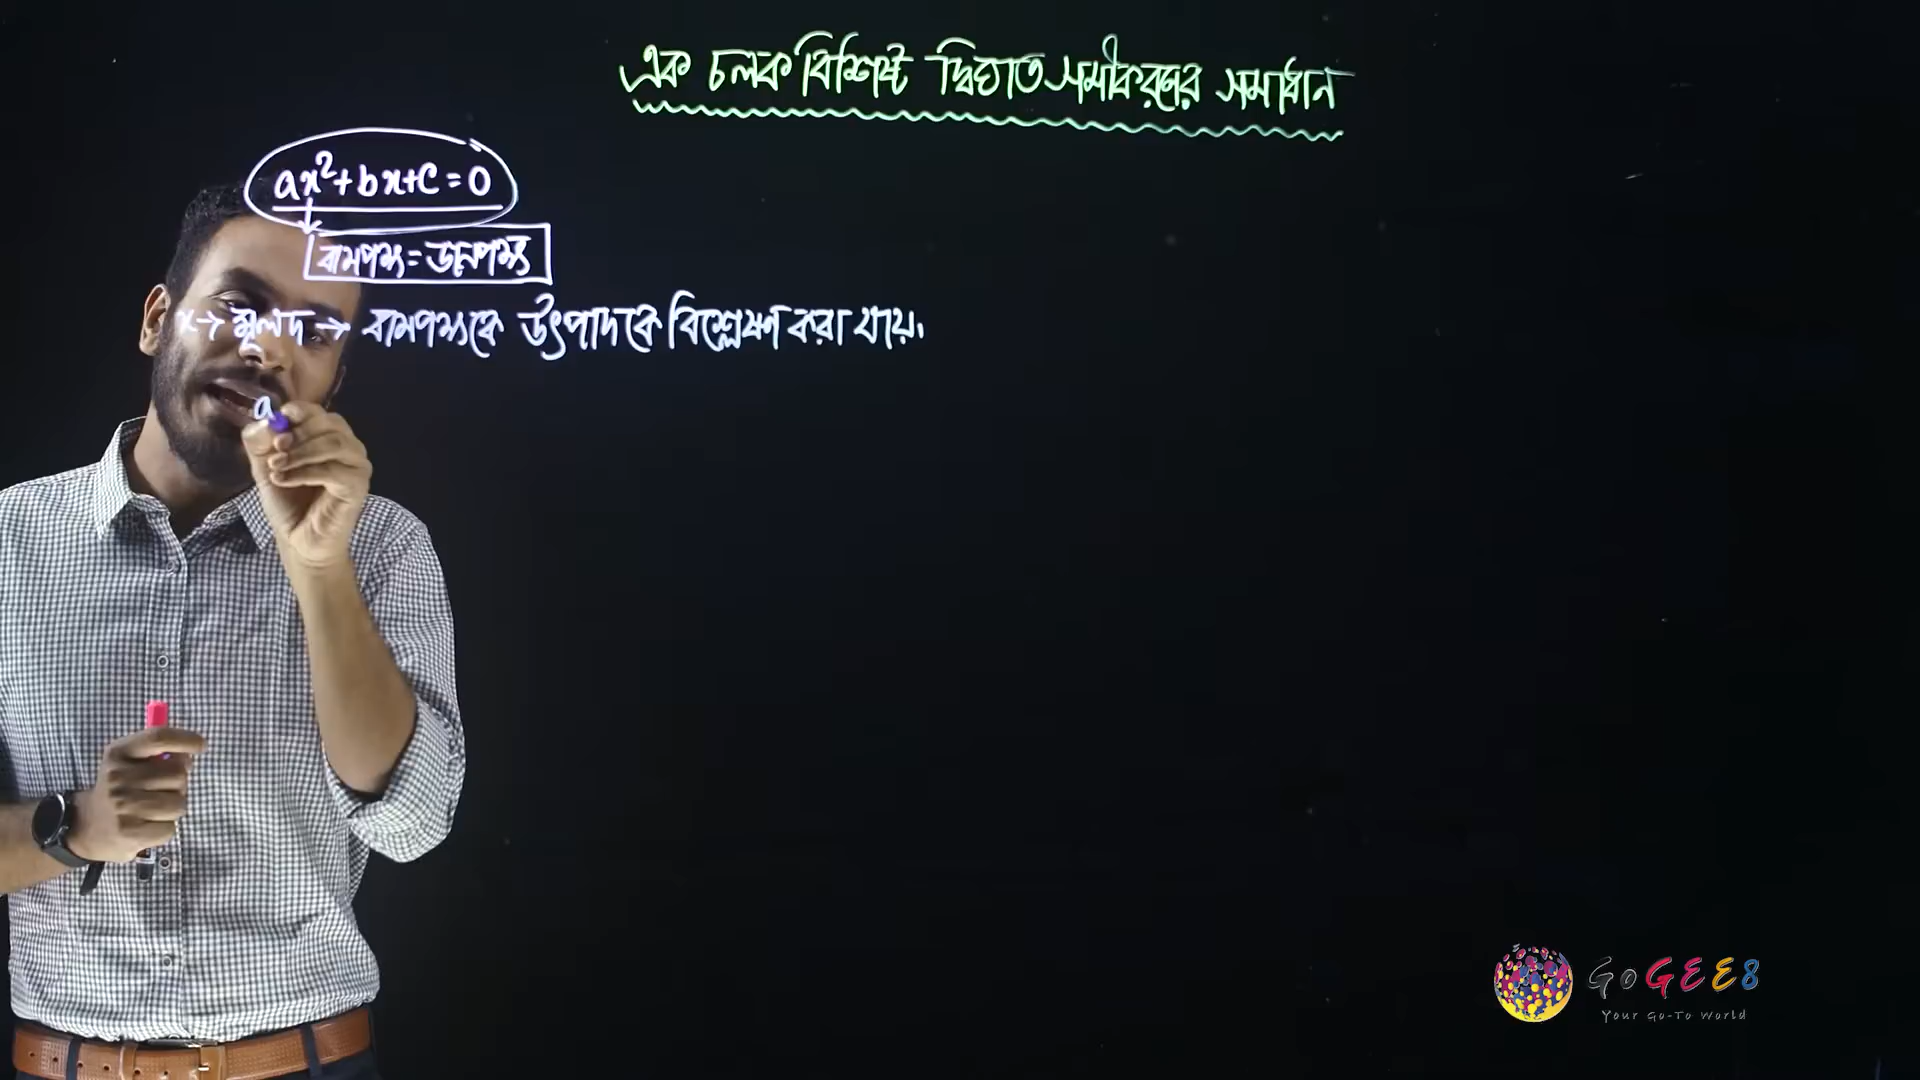 এক চলক বিশিষ্ট দ্বিঘাত সমীকরণের সমাধান
ax²+bx+c=0
বামপক্ষ = ডানপক্ষ
x → মূলদ → বামপক্ষকে উৎপাদকে বিশ্লেষণ করা যায়।
a
GoGEE8
Your Go-To World